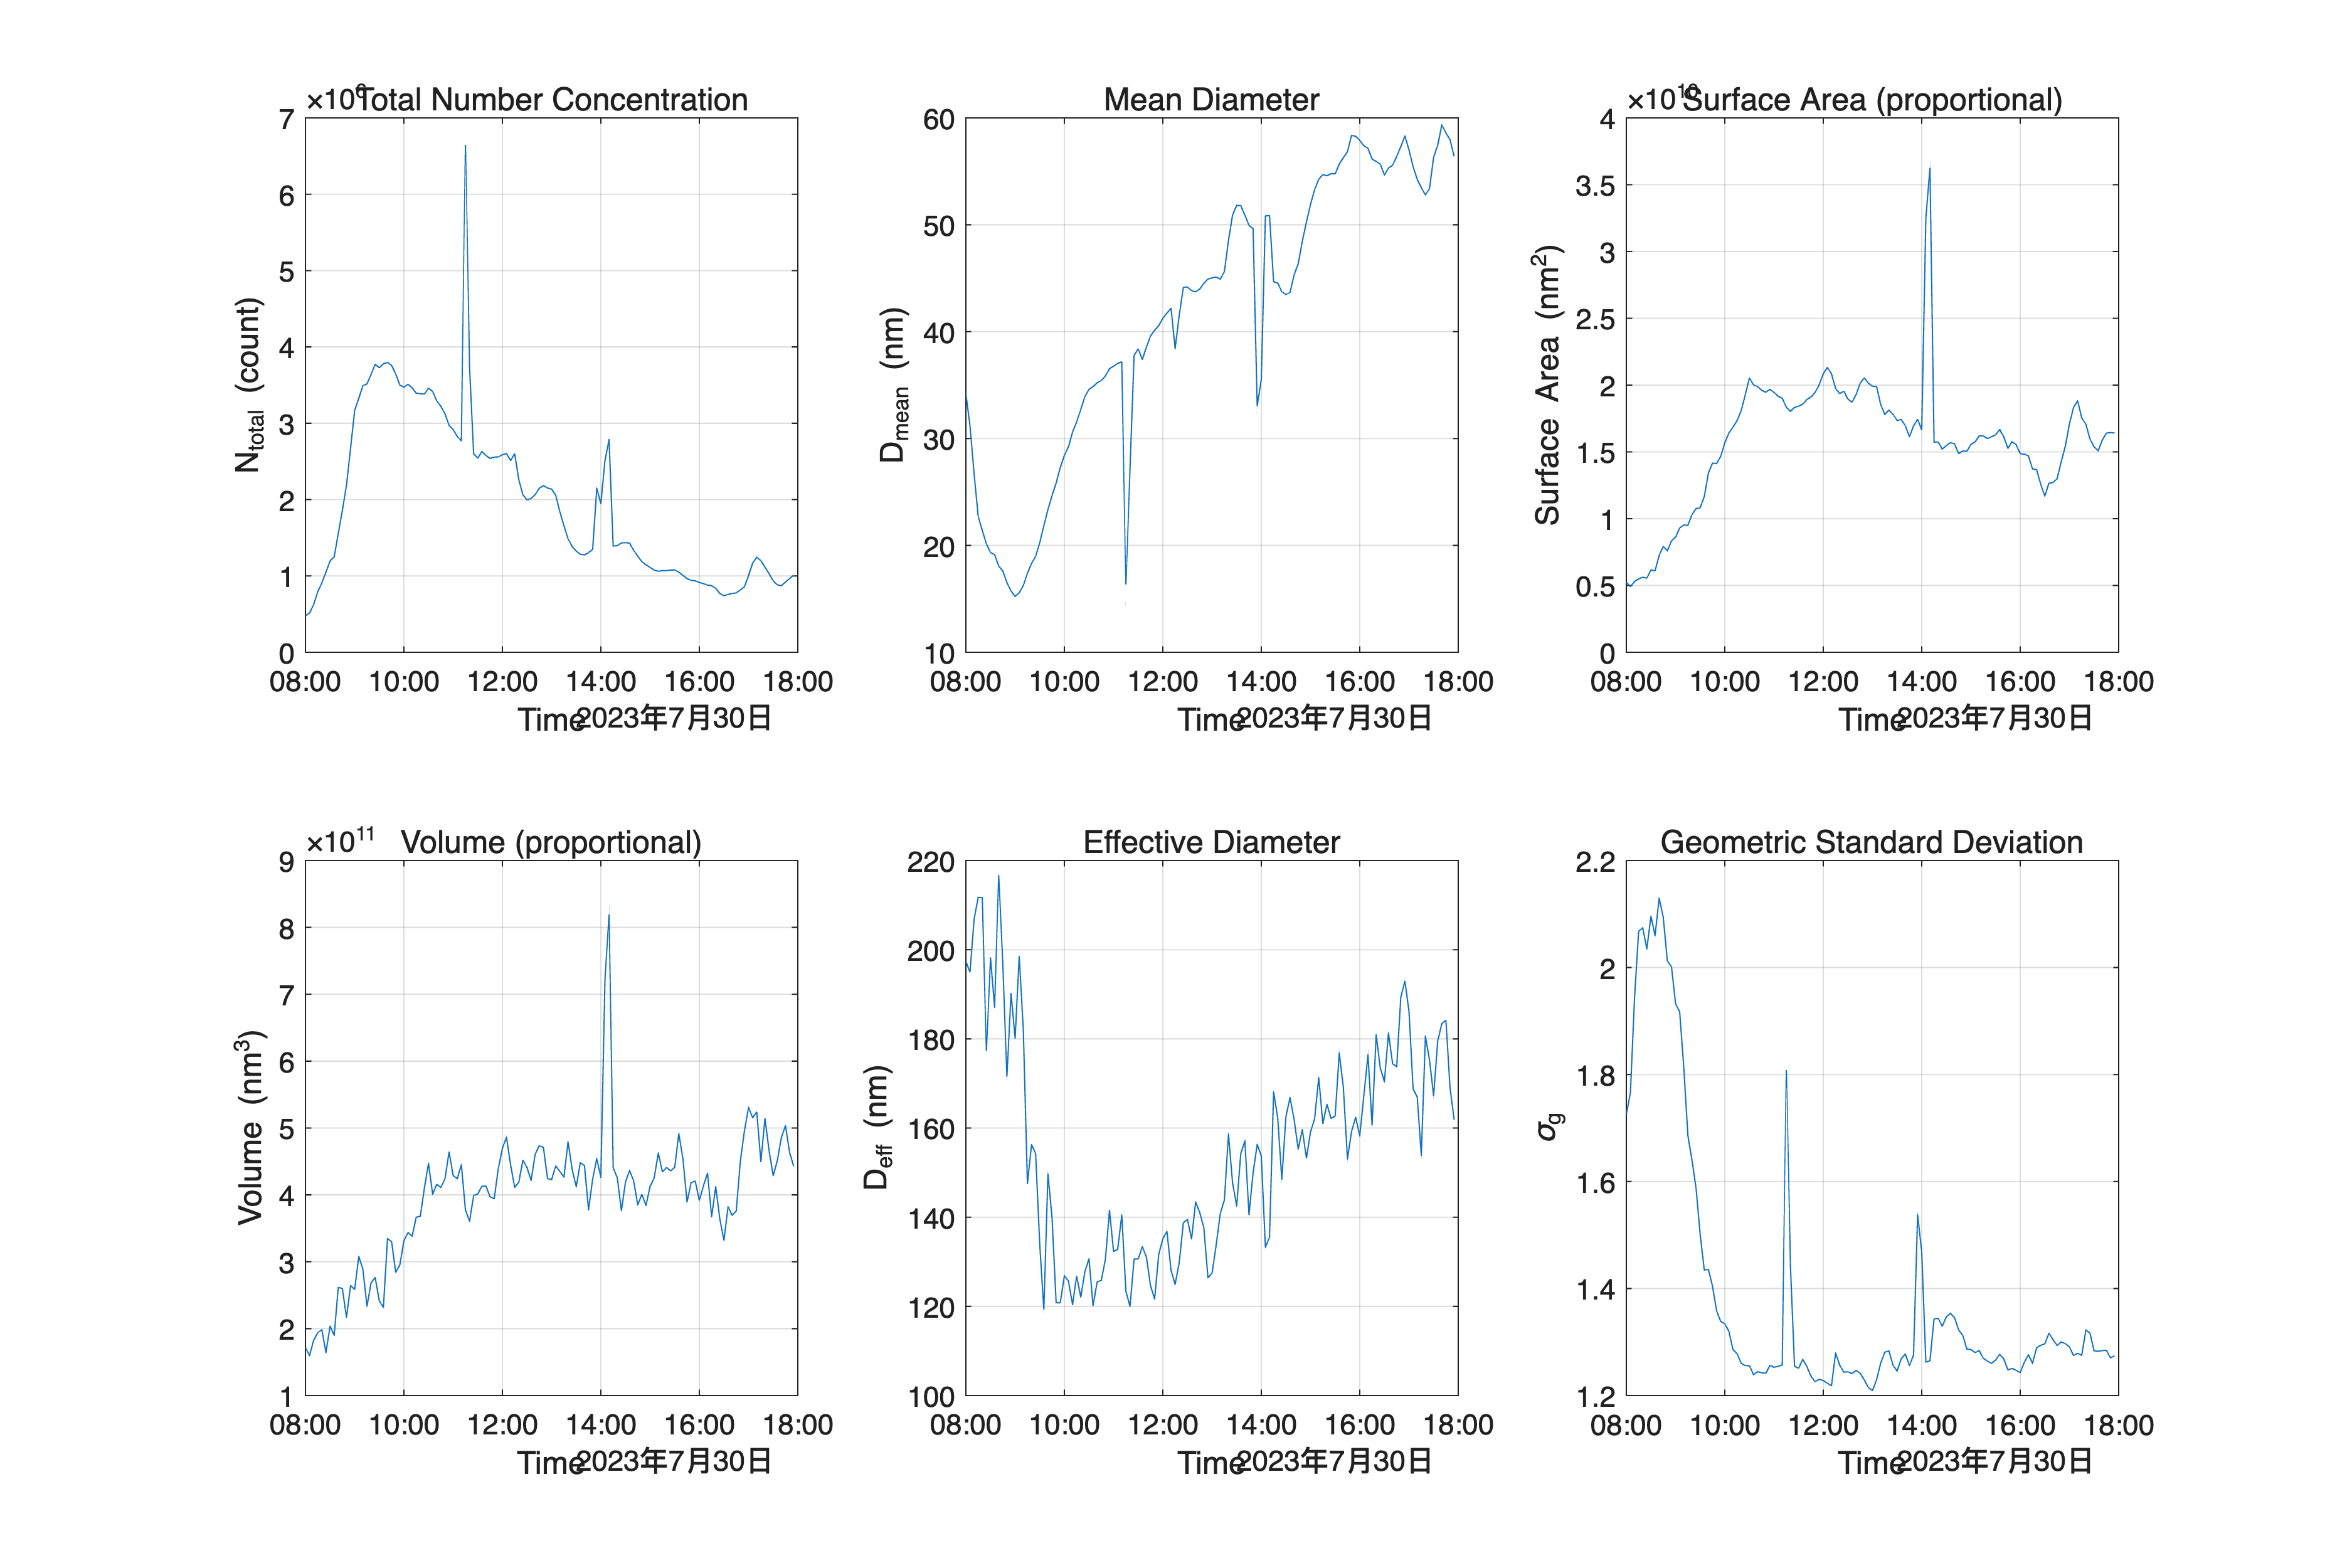 ×10⁶
Total Number Concentration
7
6
5
4
3
2
1
0
N_total (count)
08:00 10:00 12:00 14:00 16:00 18:00
Time
2023年7月30日
Mean Diameter
60
50
40
30
20
10
D_mean (nm)
08:00 10:00 12:00 14:00 16:00 18:00
Time
2023年7月30日
×10¹⁰
Surface Area (proportional)
4
3.5
3
2.5
2
1.5
1
0.5
0
Surface Area (nm²)
08:00 10:00 12:00 14:00 16:00 18:00
Time
2023年7月30日
×10¹¹
Volume (proportional)
9
8
7
6
5
4
3
2
1
Volume (nm³)
08:00 10:00 12:00 14:00 16:00 18:00
Time
2023年7月30日
Effective Diameter
220
200
180
160
140
120
100
D_eff (nm)
08:00 10:00 12:00 14:00 16:00 18:00
Time
2023年7月30日
Geometric Standard Deviation
2.2
2
1.8
1.6
1.4
1.2
σ_g
08:00 10:00 12:00 14:00 16:00 18:00
Time
2023年7月30日